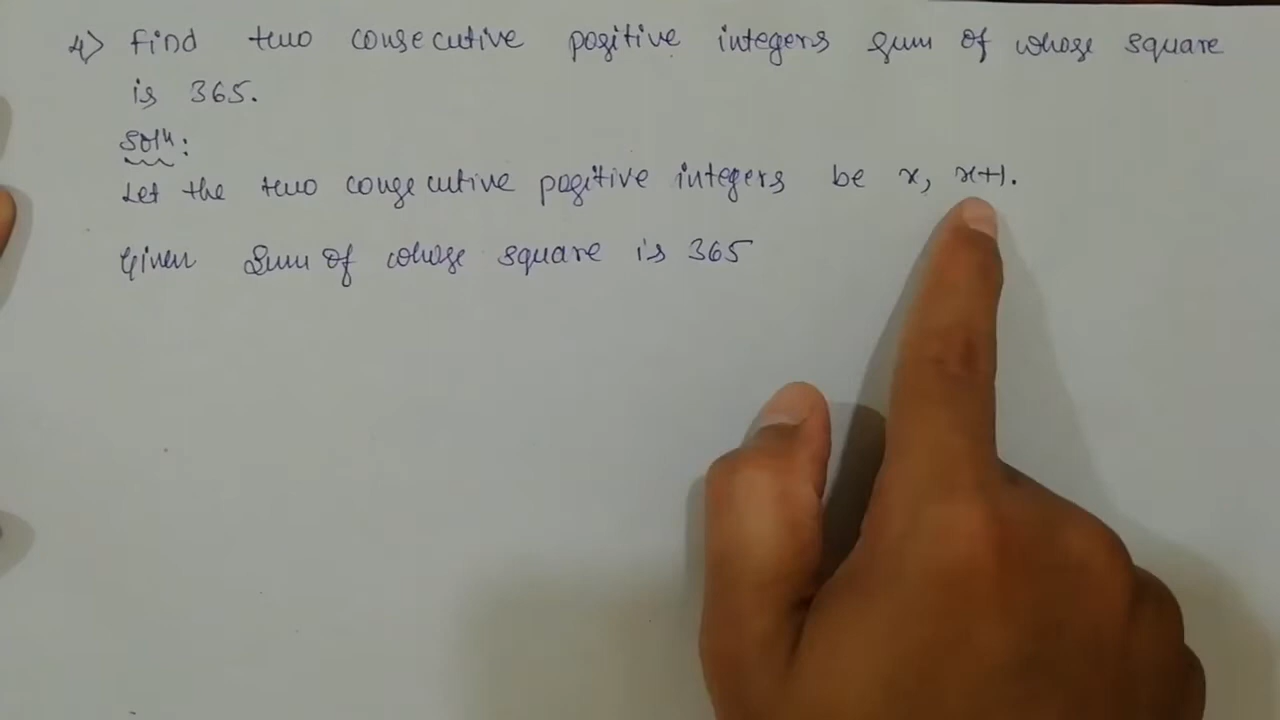 4) Find two consecutive positive integers sum of whose square
is 365.
Soln:
Let the two consecutive positive integers be x, x+1.
Given Sum of whose square is 365